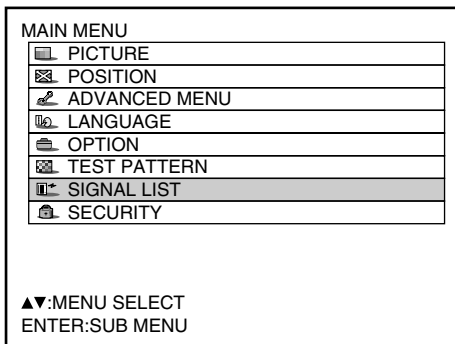 MAIN MENU
PICTURE
POSITION
ADVANCED MENU
LANGUAGE
OPTION
TEST PATTERN
SIGNAL LIST
SECURITY
▲▼:MENU SELECT
ENTER:SUB MENU